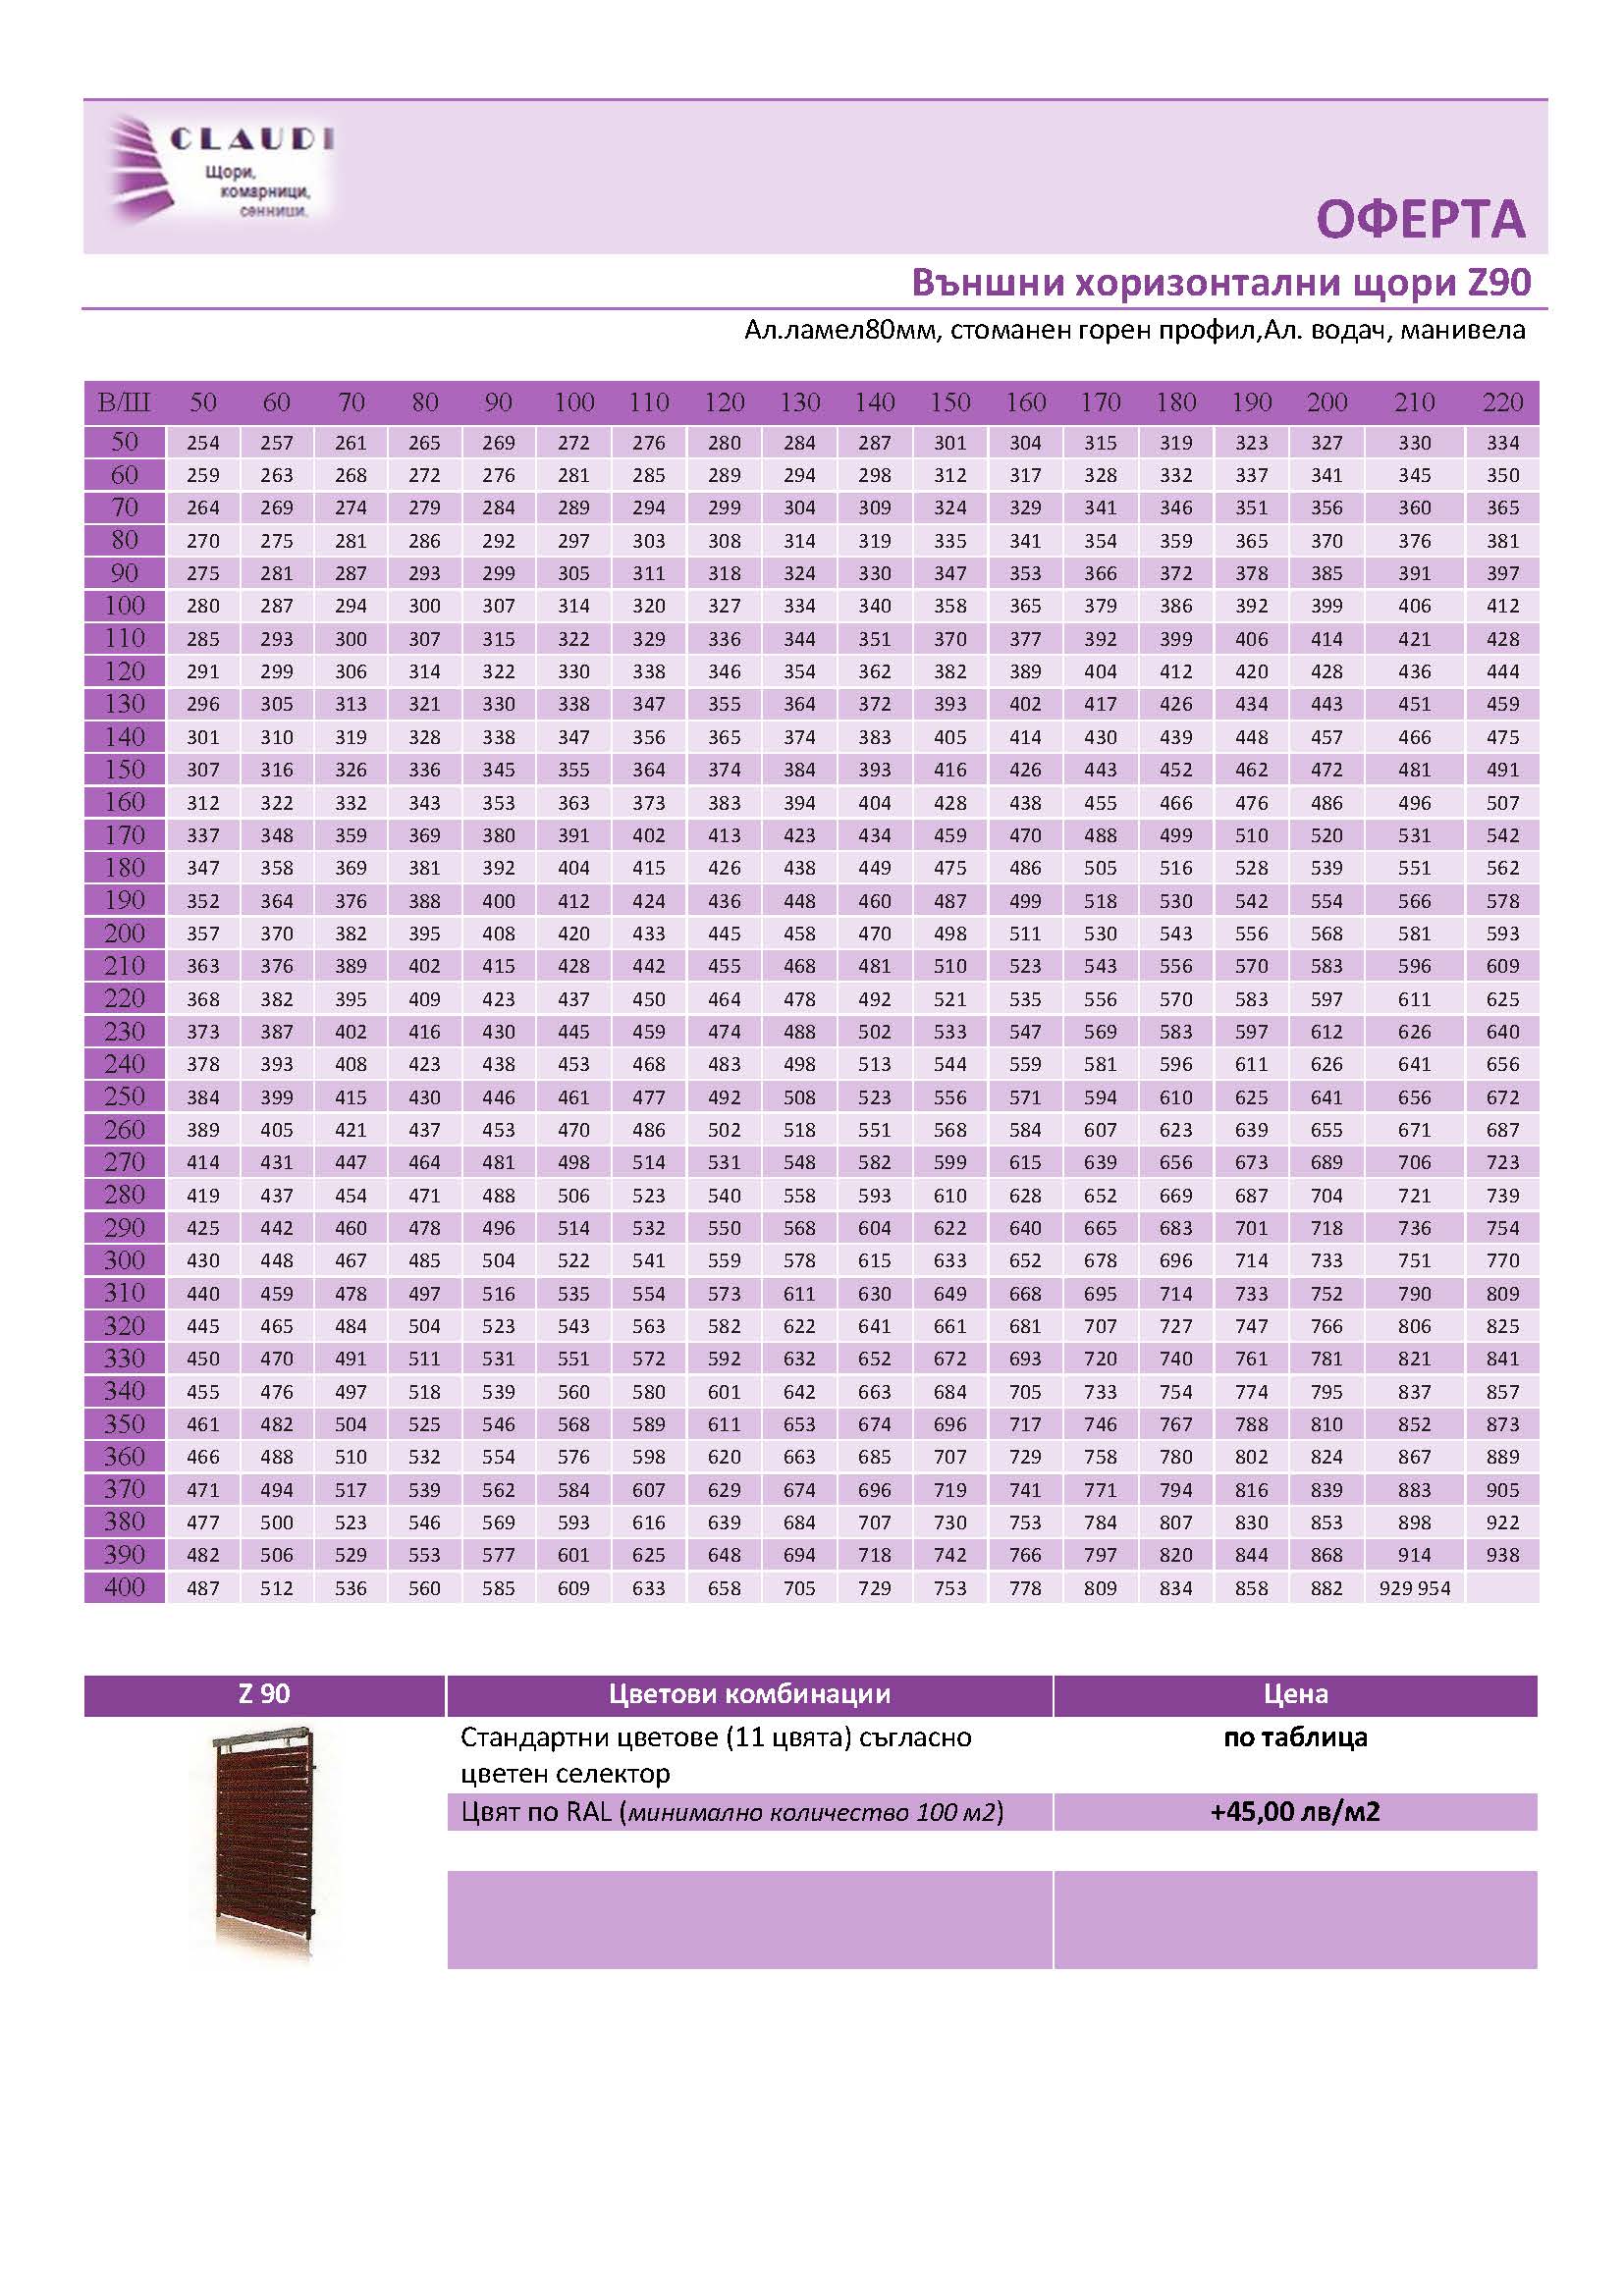 CLAUDI
Щори,
комарници,
сенници.
ОФЕРТА
Външни хоризонтални щори Z90
Ал.ламел80мм, стоманен горен профил,Ал. водач, манивела
В/Ш 50 60 70 80 90 100 110 120 130 140 150 160 170 180 190 200 210 220
50 254 257 261 265 269 272 276 280 284 287 301 304 315 319 323 327 330 334
60 259 263 268 272 276 281 285 289 294 298 312 317 328 332 337 341 345 350
70 264 269 274 279 284 289 294 299 304 309 324 329 341 346 351 356 360 365
80 270 275 281 286 292 297 303 308 314 319 335 341 354 359 365 370 376 381
90 275 281 287 293 299 305 311 318 324 330 347 353 366 372 378 385 391 397
100 280 287 294 300 307 314 320 327 334 340 358 365 379 386 392 399 406 412
110 285 293 300 307 315 322 329 336 344 351 370 377 392 399 406 414 421 428
120 291 299 306 314 322 330 338 346 354 362 382 389 404 412 420 428 436 444
130 296 305 313 321 330 338 347 355 364 372 393 402 417 426 434 443 451 459
140 301 310 319 328 338 347 356 365 374 383 405 414 430 439 448 457 466 475
150 307 316 326 336 345 355 364 374 384 393 416 426 443 452 462 472 481 491
160 312 322 332 343 353 363 373 383 394 404 428 438 455 466 476 486 496 507
170 337 348 359 369 380 391 402 413 423 434 459 470 488 499 510 520 531 542
180 347 358 369 381 392 404 415 426 438 449 475 486 505 516 528 539 551 562
190 352 364 376 388 400 412 424 436 448 460 487 499 518 530 542 554 566 578
200 357 370 382 395 408 420 433 445 458 470 498 511 530 543 556 568 581 593
210 363 376 389 402 415 428 442 455 468 481 510 523 543 556 570 583 596 609
220 368 382 395 409 423 437 450 464 478 492 521 535 556 570 583 597 611 625
230 373 387 402 416 430 445 459 474 488 502 533 547 569 583 597 612 626 640
240 378 393 408 423 438 453 468 483 498 513 544 559 581 596 611 626 641 656
250 384 399 415 430 446 461 477 492 508 523 556 571 594 610 625 641 656 672
260 389 405 421 437 453 470 486 502 518 551 568 584 607 623 639 655 671 687
270 414 431 447 464 481 498 514 531 548 582 599 615 639 656 673 689 706 723
280 419 437 454 471 488 506 523 540 558 593 610 628 652 669 687 704 721 739
290 425 442 460 478 496 514 532 550 568 604 622 640 665 683 701 718 736 754
300 430 448 467 485 504 522 541 559 578 615 633 652 678 696 714 733 751 770
310 440 459 478 497 516 535 554 573 611 630 649 668 695 714 733 752 790 809
320 445 465 484 504 523 543 563 582 622 641 661 681 707 727 747 766 806 825
330 450 470 491 511 531 551 572 592 632 652 672 693 720 740 761 781 821 841
340 455 476 497 518 539 560 580 601 642 663 684 705 733 754 774 795 837 857
350 461 482 504 525 546 568 589 611 653 674 696 717 746 767 788 810 852 873
360 466 488 510 532 554 576 598 620 663 685 707 729 758 780 802 824 867 889
370 471 494 517 539 562 584 607 629 674 696 719 741 771 794 816 839 883 905
380 477 500 523 546 569 593 616 639 684 707 730 753 784 807 830 853 898 922
390 482 506 529 553 577 601 625 648 694 718 742 766 797 820 844 868 914 938
400 487 512 536 560 585 609 633 658 705 729 753 778 809 834 858 882 929 954
Z 90 Цветови комбинации Цена
Стандартни цветове (11 цвята) съгласно по таблица
цветен селектор
Цвят по RAL (минимално количество 100 м2) +45,00 лв/м2